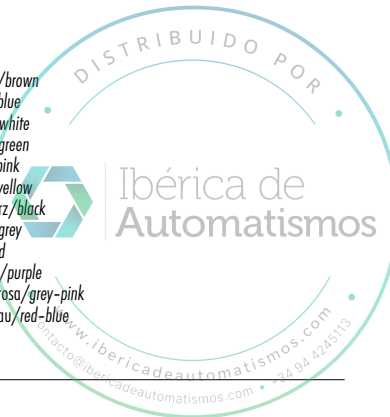 DISTRIBUIDO POR
/brown
blue
white
green
pink
yellow
rz/black
grey
d
/purple
rosa/grey-pink
au/red-blue
Ibérica de
Automatismos
www.ibericadeautomatismos.com
contacto@ibericadeautomatismos.com • +34 94 4245113